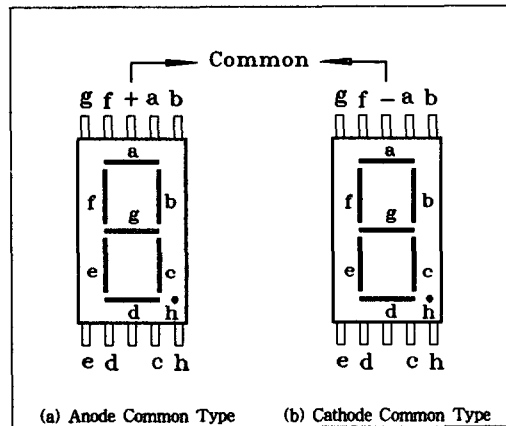 Common
g f + a b
g f − a b
a
a
f b
f b
g
g
e c
e c
d h
d h
e d c h
e d c h
(a) Anode Common Type
(b) Cathode Common Type